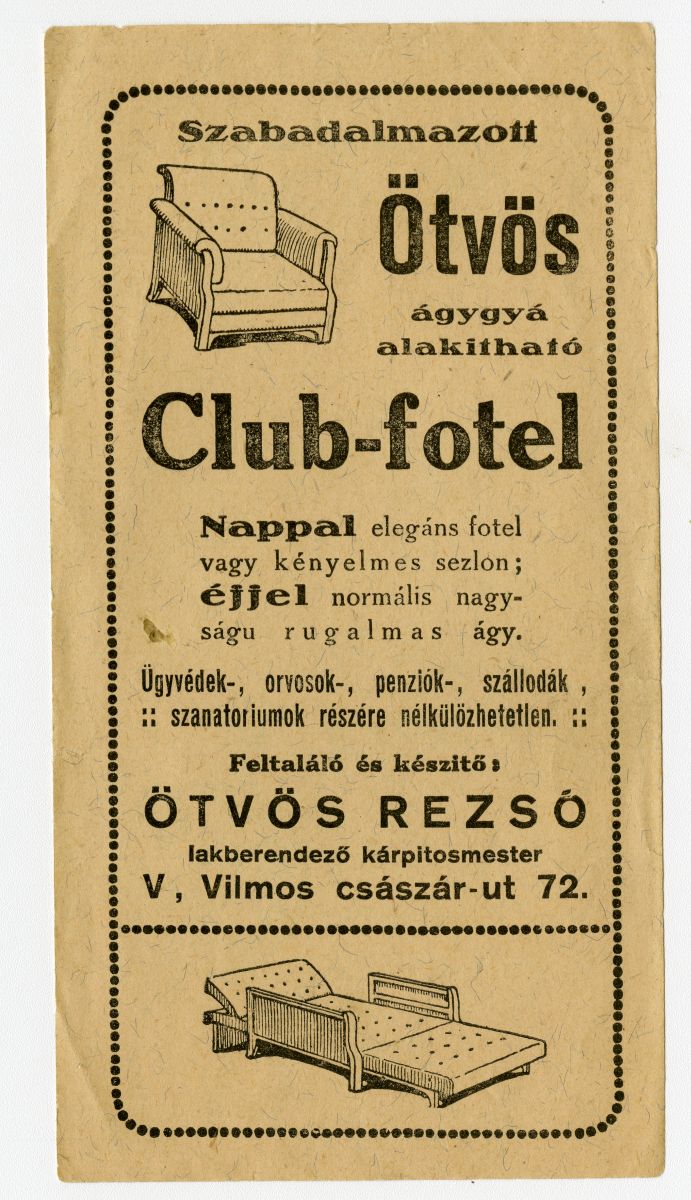 Szabadalmazott
Ötvös
ágygyá
alakitható
Club-fotel
Nappal elegáns fotel
vagy kényelmes sezlon;
éjjel normális nagy-
ságu rugalmas ágy.
Ügyvédek-, orvosok-, penziók-, szállodák,
:: szanatoriumok részére nélkülözhetetlen. ::
Feltaláló és készitő:
ÖTVÖS REZSŐ
lakberendező kárpitosmester
V, Vilmos császár-ut 72.